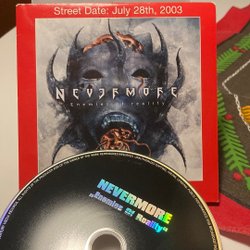 Street Date: July 28th, 2003
NEVERMORE
Enemies of reality
NEVERMORE
„Enemies of Reality“